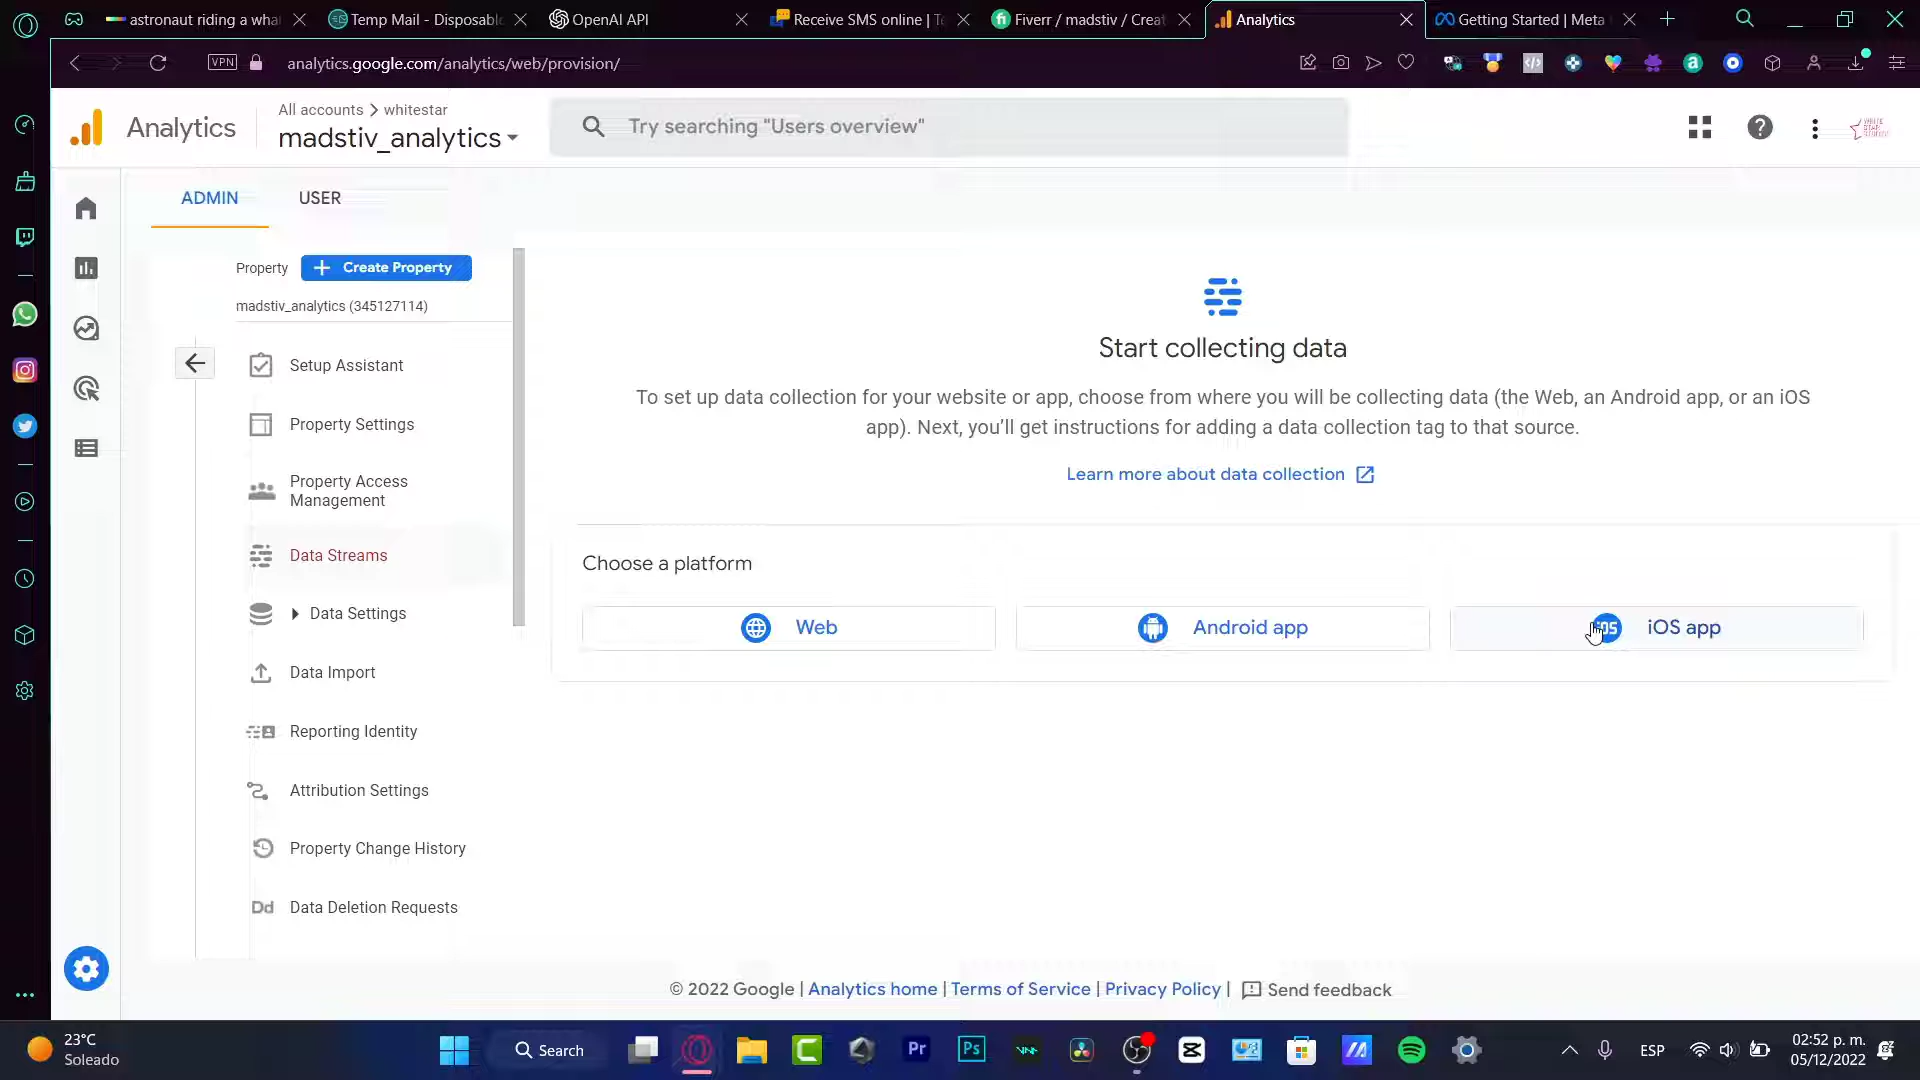 astronaut riding a wha
Temp Mail - Disposabl
OpenAI API
Receive SMS online | Te
Fiverr / madstiv / Creat
Analytics
Getting Started | Meta
VPN
analytics.google.com/analytics/web/provision/
Analytics
All accounts > whitestar
madstiv_analytics
Try searching "Users overview"
ADMIN
USER
Property
Create Property
madstiv_analytics (345127114)
Setup Assistant
Property Settings
Property Access
Management
Data Streams
Data Settings
Data Import
Reporting Identity
Attribution Settings
Property Change History
Dd Data Deletion Requests
Start collecting data
To set up data collection for your website or app, choose from where you will be collecting data (the Web, an Android app, or an iOS
app). Next, you'll get instructions for adding a data collection tag to that source.
Learn more about data collection
Choose a platform
Web
Android app
iOS app
© 2022 Google | Analytics home | Terms of Service | Privacy Policy | Send feedback
23°C
Soleado
Search
Pr
Ps
ESP
02:52 p. m.
05/12/2022